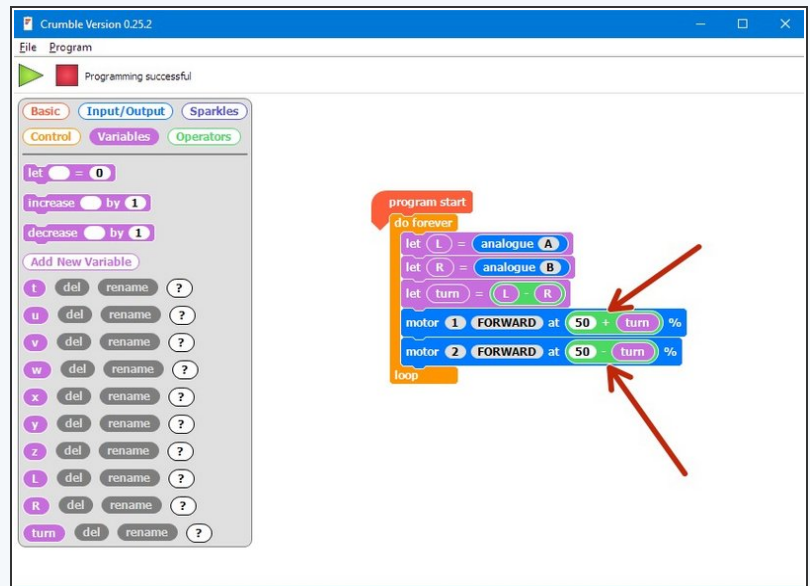 Crumble Version 0.25.2
File Program
Programming successful
Basic Input/Output Sparkles
Control Variables Operators
let = 0
increase by 1
decrease by 1
Add New Variable
t del rename ?
u del rename ?
v del rename ?
w del rename ?
x del rename ?
y del rename ?
z del rename ?
L del rename ?
R del rename ?
turn del rename ?
program start
do forever
let L = analogue A
let R = analogue B
let turn = L - R
motor 1 FORWARD at 50 + turn %
motor 2 FORWARD at 50 - turn %
loop